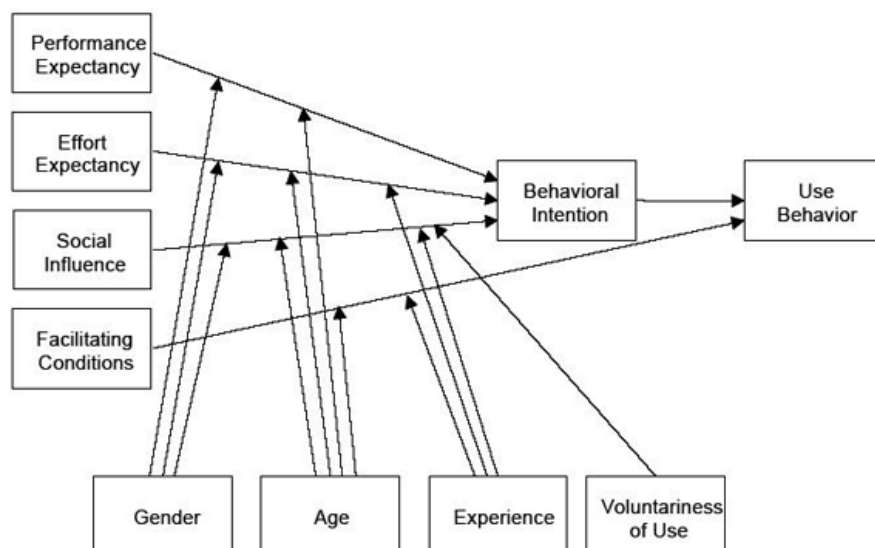 Performance
Expectancy
Effort
Expectancy
Social
Influence
Facilitating
Conditions
Behavioral
Intention
Use
Behavior
Gender
Age
Experience
Voluntariness
of Use